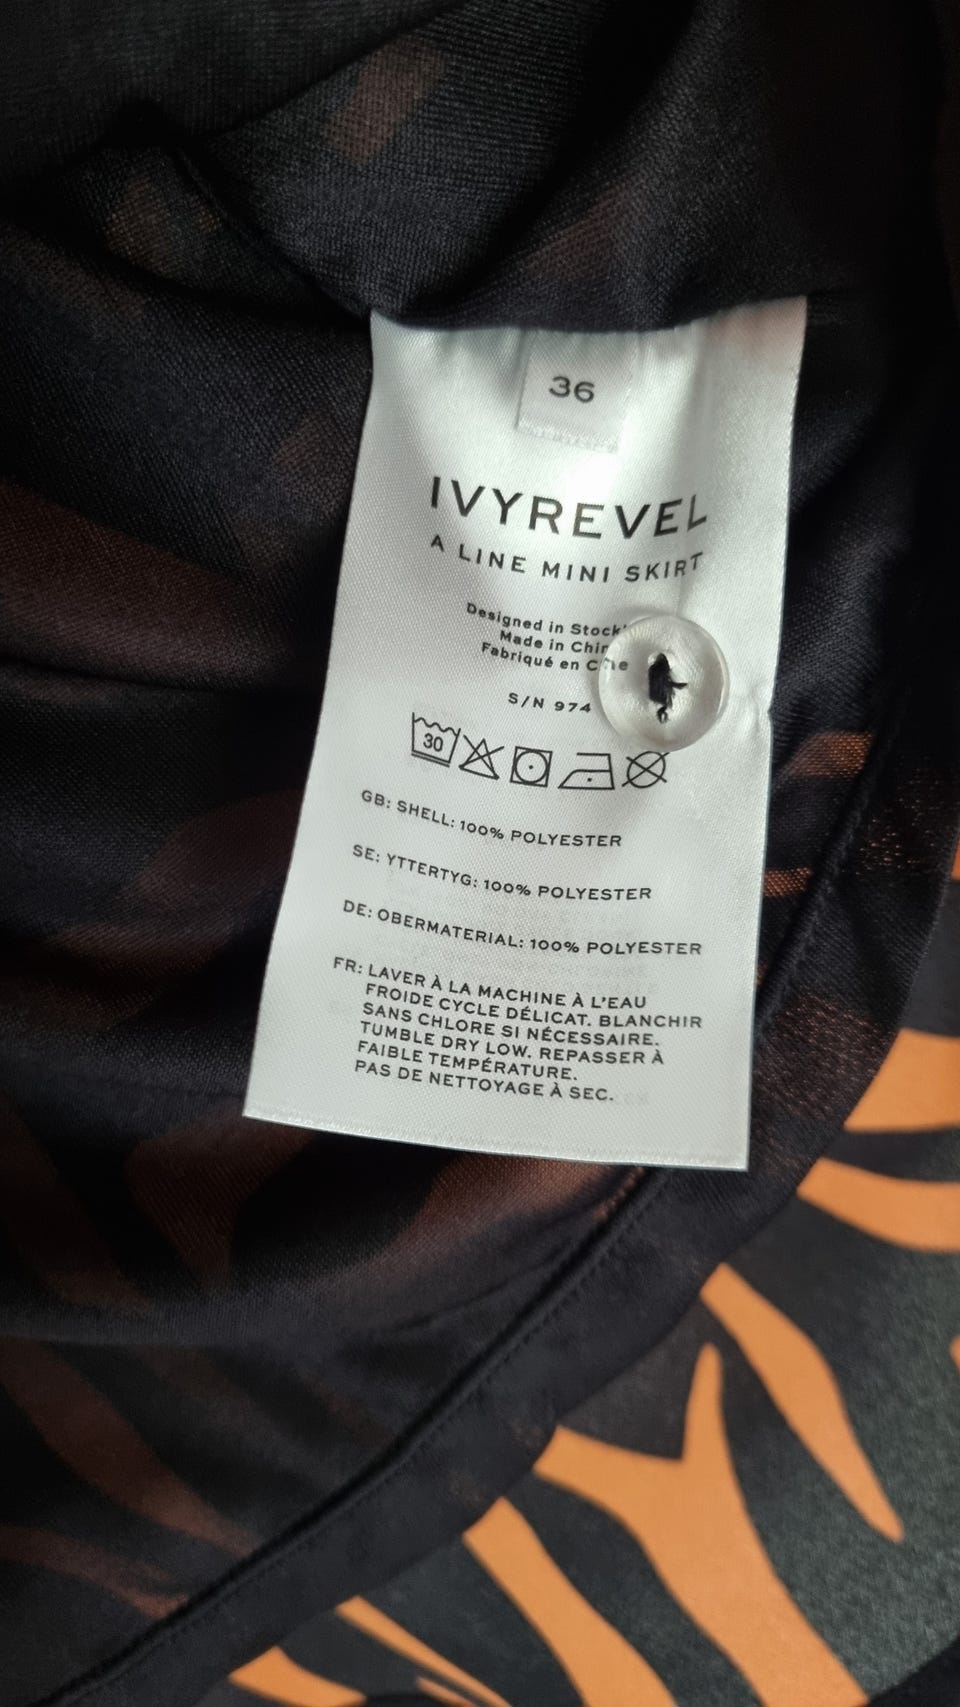 36
IVYREVEL
A LINE MINI SKIRT
Designed in
Made in
Fabriqué en
S/N 974
30
GB: SHELL: 100% POLYESTER
SE: YTTERTYG: 100% POLYESTER
DE: OBERMATERIAL: 100% POLYESTER
FR: LAVER À LA MACHINE À L'EAU
FROIDE CYCLE DÉLICAT. BLANCHIR
SANS CHLORE SI NÉCESSAIRE.
TUMBLE DRY LOW. REPASSER À
FAIBLE TEMPÉRATURE.
PAS DE NETTOYAGE À SEC.